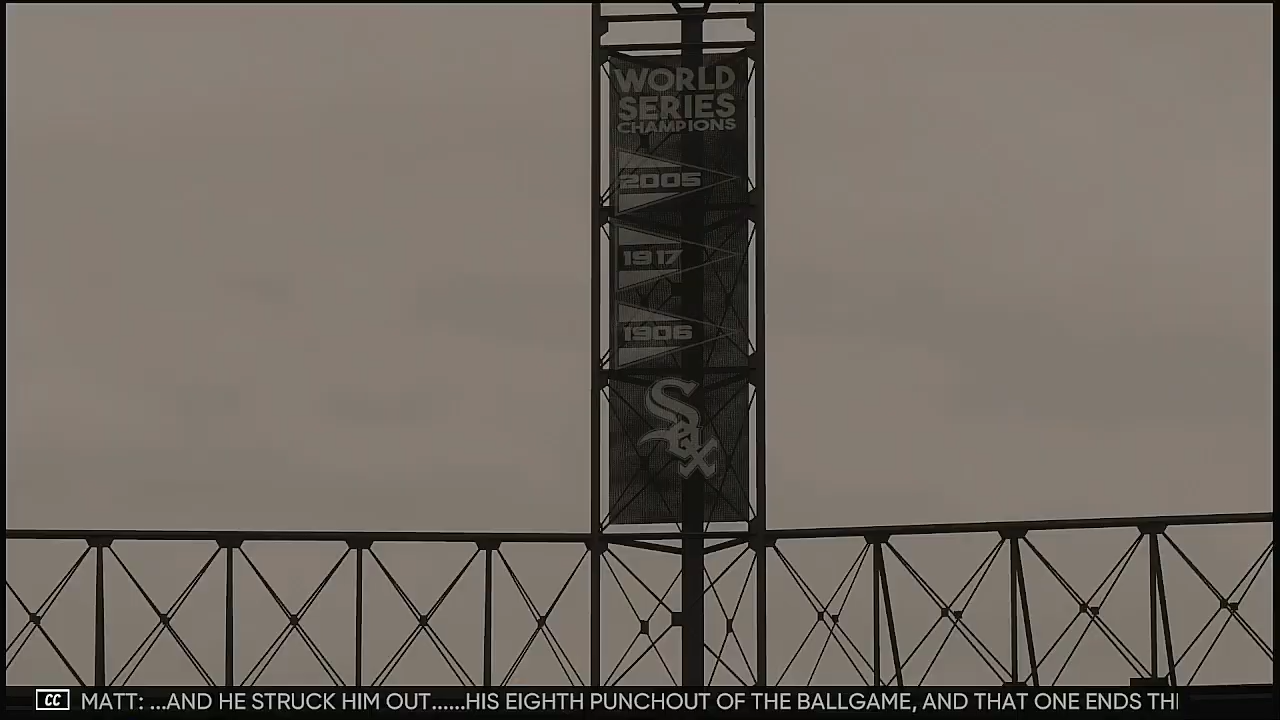 WORLD
SERIES
CHAMPIONS
2005
1917
1906
Sox
CC MATT: ...AND HE STRUCK HIM OUT......HIS EIGHTH PUNCHOUT OF THE BALLGAME, AND THAT ONE ENDS